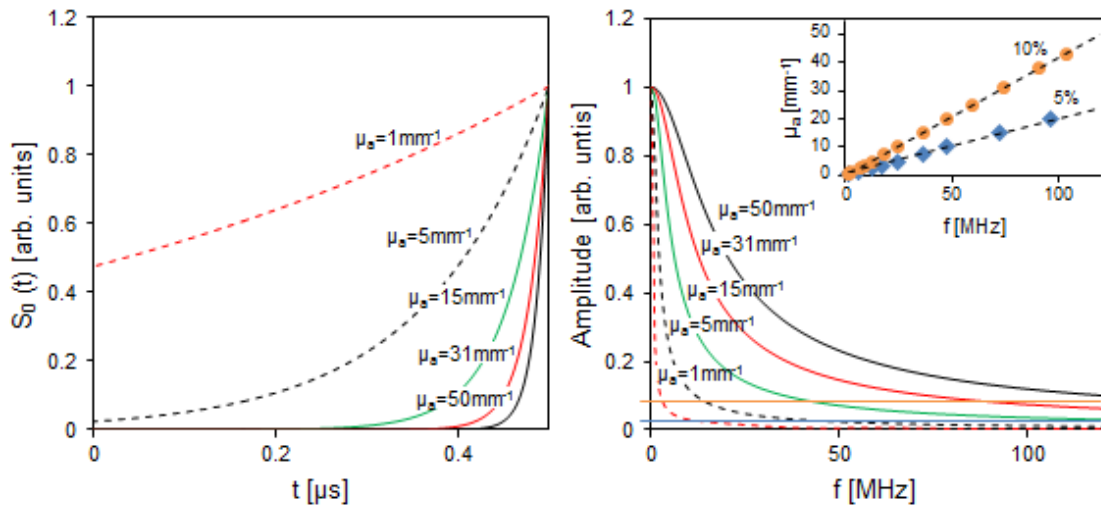 1.2
1
0.8
0.6
0.4
0.2
0
S₀ (t) [arb. units]
μₐ=1mm⁻¹
μₐ=5mm⁻¹
μₐ=15mm⁻¹
μₐ=31mm⁻¹
μₐ=50mm⁻¹
0
0.2
0.4
t [μs]
1.2
1
0.8
0.6
0.4
0.2
0
Amplitude [arb. untis]
μₐ=50mm⁻¹
μₐ=31mm⁻¹
μₐ=15mm⁻¹
μₐ=5mm⁻¹
μₐ=1mm⁻¹
0
50
100
f [MHz]
50
40
30
20
10
0
μₐ [mm⁻¹]
10%
5%
0
50
100
f [MHz]